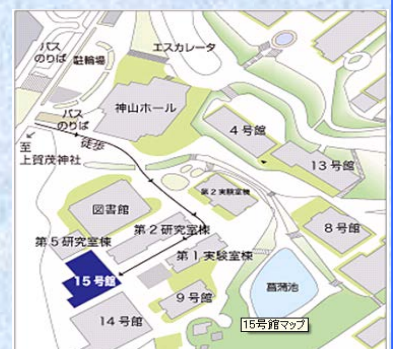 バス
のりば
駐輪場
エスカレータ
神山ホール
バス
のりば
至
上賀茂神社
徒歩
4号館
13号館
第2実験室棟
図書館
第2研究室棟
8号館
第5研究室棟
第1実験室棟
15号館
9号館
菖蒲池
14号館
15号館マップ